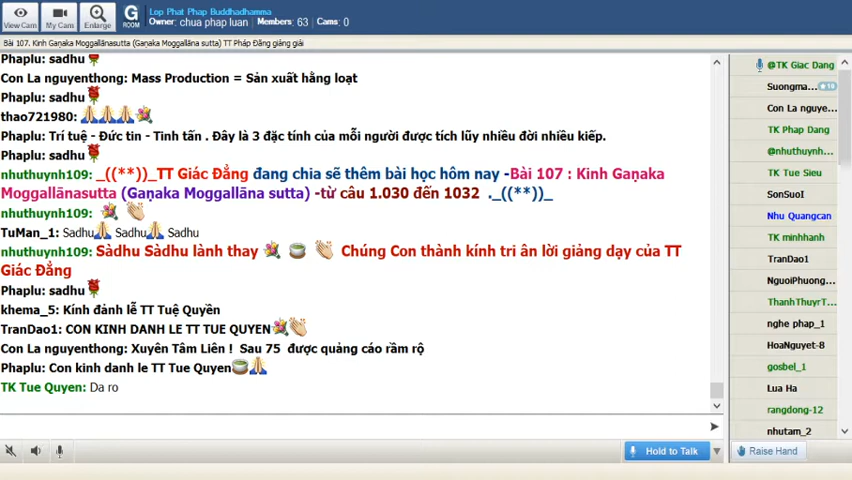 Lop Phat Phap Buddhadhamma
Owner: chua phap luan Members: 63 Cams: 0
View Cam My Cam Enlarge G ROOM
Bài 107. Kinh Gaṇaka Moggallānasutta (Gaṇaka Moggallāna sutta) TT Pháp Đăng giảng giải
Phaplu: sadhu
Con La nguyenthong: Mass Production = Sản xuất hằng loạt
Phaplu: sadhu
thao721980:
Phaplu: Trí tuệ - Đức tin - Tinh tấn . Đây là 3 đặc tính của mỗi người được tích lũy nhiều đời nhiều kiếp.
Phaplu: sadhu
nhuthuynh109: _((**))_TT Giác Đẳng đang chia sẽ thêm bài học hôm nay -Bài 107 : Kinh Gaṇaka
Moggallānasutta (Gaṇaka Moggallāna sutta) -từ câu 1.030 đến 1032 ._((**))_
nhuthuynh109:
TuMan_1: Sadhu Sadhu Sadhu
nhuthuynh109: Sàdhu Sàdhu lành thay Chúng Con thành kính tri ân lời giảng dạy của TT
Giác Đẳng
Phaplu: sadhu
khema_5: Kính đảnh lễ TT Tuệ Quyền
TranDao1: CON KINH DANH LE TT TUE QUYEN
Con La nguyenthong: Xuyên Tâm Liên ! Sau 75 được quảng cáo rầm rộ
Phaplu: Con kinh danh le TT Tue Quyen
TK Tue Quyen: Da ro
@TK Giac Dang
Suongma... 10
Con La nguye...
TK Phap Dang
@nhuthuynh...
TK Tue Sieu
SonSuoI
Nhu Quangcan
TK minhhanh
TranDao1
NguoiPhuong...
ThanhThuyrT...
nghe phap_1
HoaNguyet-8
gosbel_1
Lua Ha
rangdong-12
nhutam_2
Hold to Talk Raise Hand